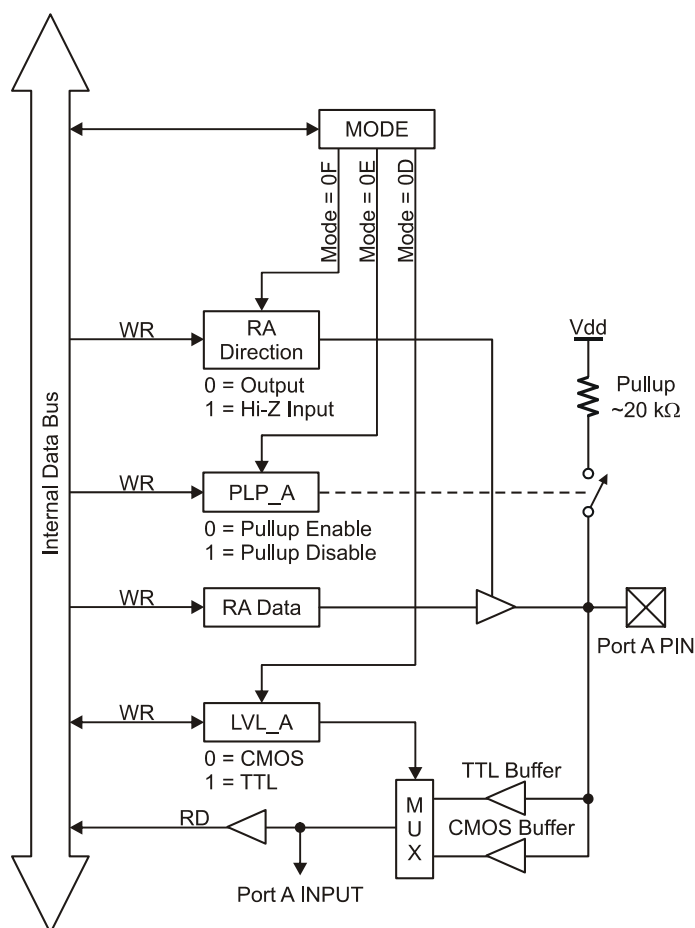 MODE
Mode = 0F
Mode = 0E
Mode = 0D
Internal Data Bus
WR
RA
Direction
0 = Output
1 = Hi-Z Input
Vdd
Pullup
~20 kΩ
WR
PLP_A
0 = Pullup Enable
1 = Pullup Disable
WR
RA Data
Port A PIN
WR
LVL_A
0 = CMOS
1 = TTL
TTL Buffer
MUX
CMOS Buffer
RD
Port A INPUT